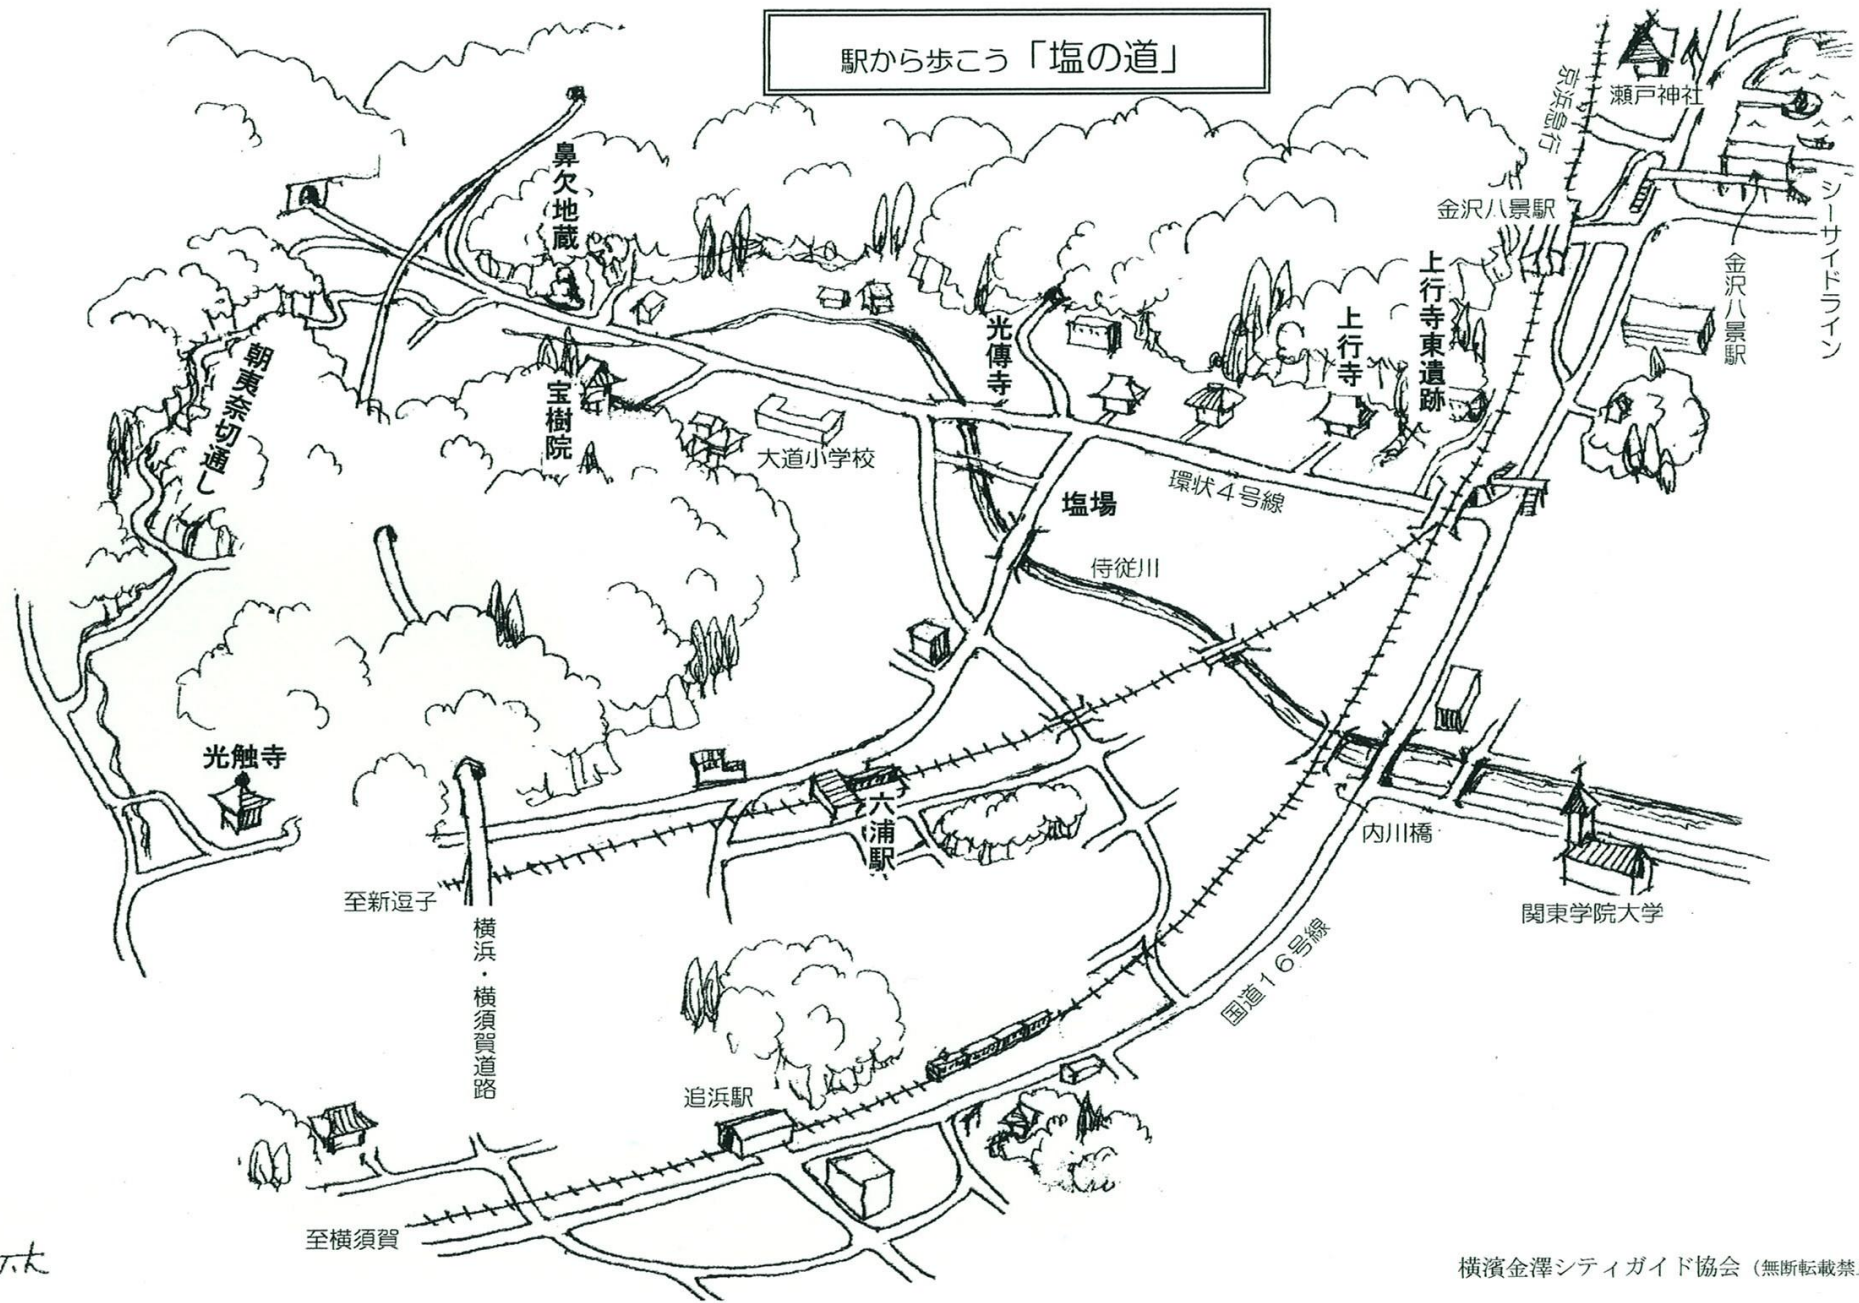 駅から歩こう「塩の道」
瀬戸神社
京浜急行
シーサイドライン
金沢八景駅
金沢八景駅
鼻欠地蔵
上行寺東遺跡
上行寺
光傳寺
朝夷奈切通し
宝樹院
大道小学校
環状4号線
塩場
侍従川
光触寺
六浦駅
内川橋
至新逗子
関東学院大学
横浜・横須賀道路
国道16号線
追浜駅
至横須賀
横濱金澤シティガイド協会(無断転載禁